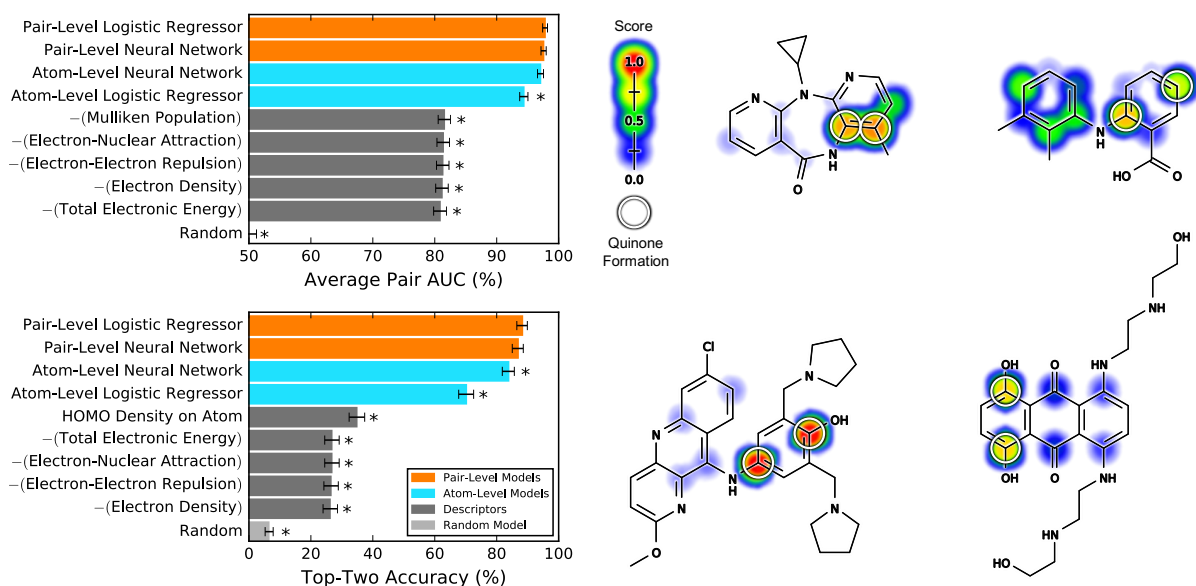 Pair-Level Logistic Regressor
Pair-Level Neural Network
Atom-Level Neural Network
Atom-Level Logistic Regressor
*
−(Mulliken Population)
*
−(Electron-Nuclear Attraction)
*
−(Electron-Electron Repulsion)
*
−(Electron Density)
*
−(Total Electronic Energy)
*
Random
*
50 60 70 80 90 100
Average Pair AUC (%)
Pair-Level Logistic Regressor
Pair-Level Neural Network
Atom-Level Neural Network
*
Atom-Level Logistic Regressor
*
HOMO Density on Atom
*
−(Total Electronic Energy)
*
−(Electron-Nuclear Attraction)
*
−(Electron-Electron Repulsion)
*
−(Electron Density)
*
Random
*
Pair-Level Models
Atom-Level Models
Descriptors
Random Model
0 20 40 60 80 100
Top-Two Accuracy (%)
Score
1.0
0.5
0.0
Quinone
Formation
N
N
N
O
N
H
N
H
HO
O
Cl
N
N
O
N
H
OH
N
N
OH
NH
NH
OH
O
OH
O
NH
NH
HO